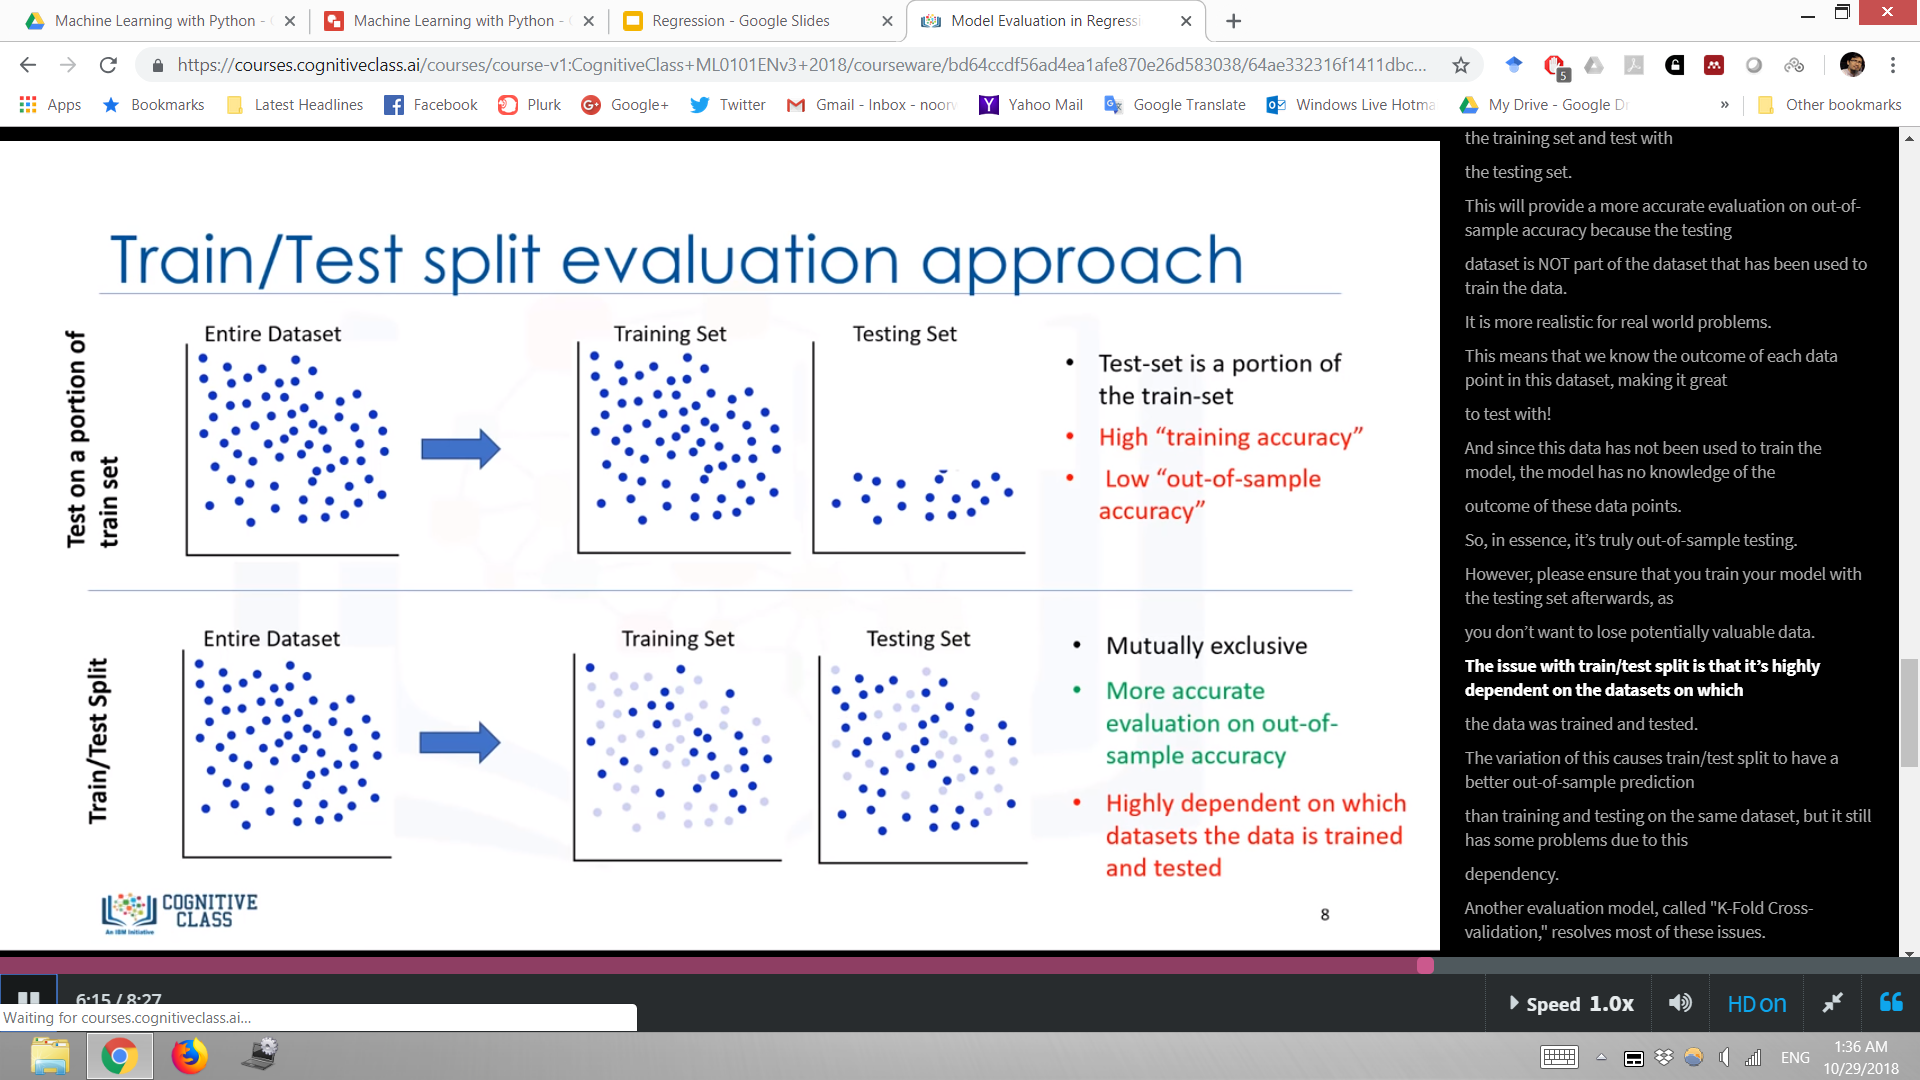 Machine Learning with Python -
Machine Learning with Python -
Regression - Google Slides
Model Evaluation in Regressi
https://courses.cognitiveclass.ai/courses/course-v1:CognitiveClass+ML0101ENv3+2018/courseware/bd64ccdf56ad4ea1afe870e26d583038/64ae332316f1411dbc...
5
Apps
Bookmarks
Latest Headlines
Facebook
Plurk
Google+
Twitter
Gmail - Inbox - noorv
Yahoo Mail
Google Translate
Windows Live Hotma
My Drive - Google Dr
»
Other bookmarks
Train/Test split evaluation approach
Test on a portion of
train set
Entire Dataset
Training Set
Testing Set
• Test-set is a portion of
the train-set
• High “training accuracy”
• Low “out-of-sample
accuracy”
Train/Test Split
Entire Dataset
Training Set
Testing Set
• Mutually exclusive
• More accurate
evaluation on out-of-
sample accuracy
• Highly dependent on which
datasets the data is trained
and tested
COGNITIVE
CLASS
An IBM Initiative
8
the training set and test with
the testing set.
This will provide a more accurate evaluation on out-of-
sample accuracy because the testing
dataset is NOT part of the dataset that has been used to
train the data.
It is more realistic for real world problems.
This means that we know the outcome of each data
point in this dataset, making it great
to test with!
And since this data has not been used to train the
model, the model has no knowledge of the
outcome of these data points.
So, in essence, it’s truly out-of-sample testing.
However, please ensure that you train your model with
the testing set afterwards, as
you don’t want to lose potentially valuable data.
The issue with train/test split is that it’s highly
dependent on the datasets on which
the data was trained and tested.
The variation of this causes train/test split to have a
better out-of-sample prediction
than training and testing on the same dataset, but it still
has some problems due to this
dependency.
Another evaluation model, called "K-Fold Cross-
validation," resolves most of these issues.
6:15 / 8:27
Speed 1.0x
HD on
Waiting for courses.cognitiveclass.ai...
ENG
1:36 AM
10/29/2018